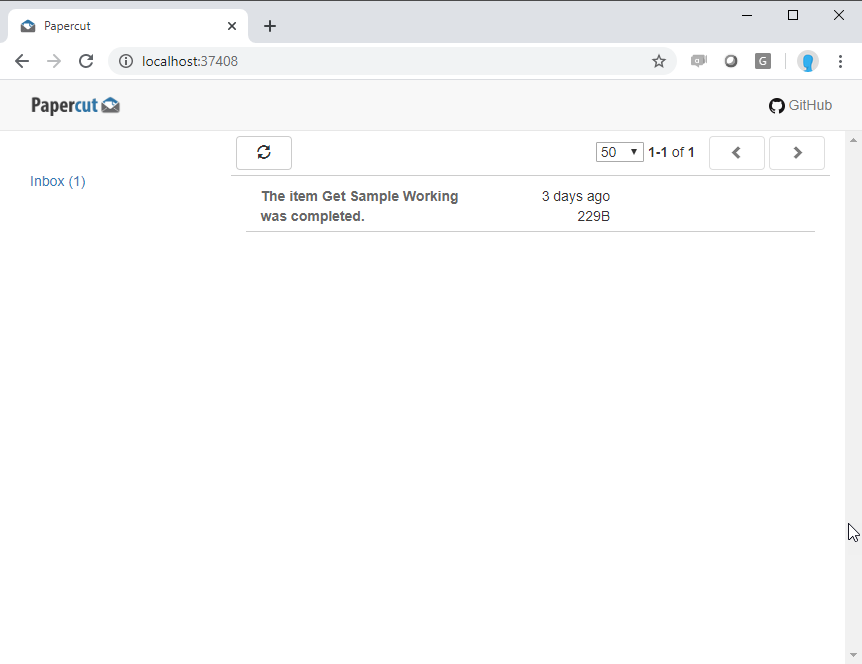 Papercut
localhost:37408
G
Papercut
GitHub
50 1-1 of 1
Inbox (1)
The item Get Sample Working 3 days ago
was completed. 229B